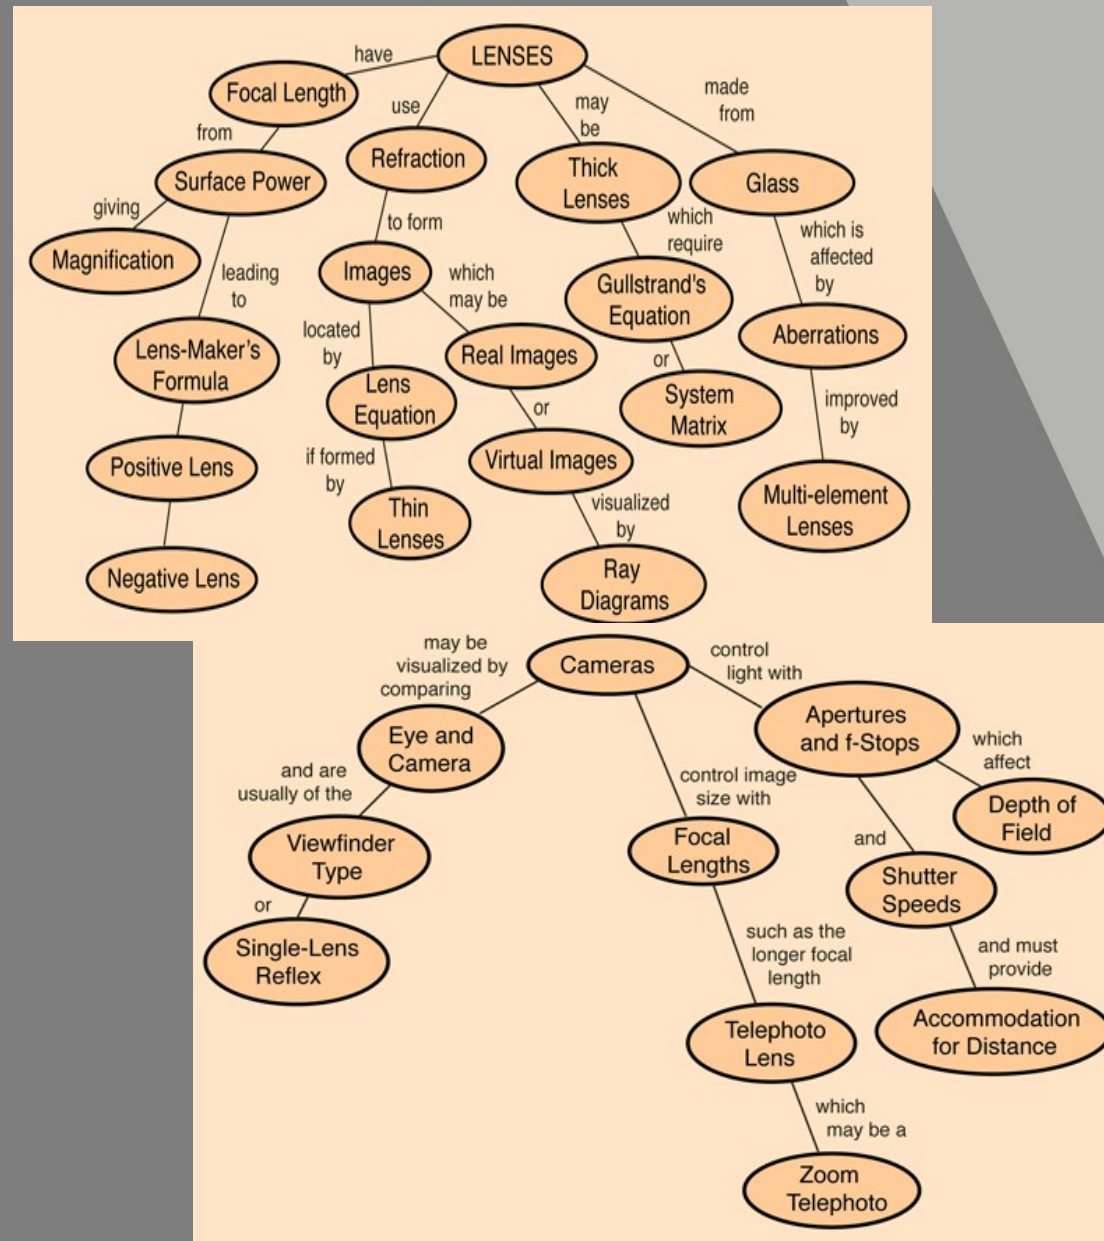 LENSES
have
Focal Length
from
Surface Power
giving
Magnification
leading
to
Lens-Maker's
Formula
Positive Lens
Negative Lens
use
Refraction
to form
Images
located
by
Lens
Equation
if formed
by
Thin
Lenses
which
may be
Real Images
or
Virtual Images
visualized
by
Ray
Diagrams
may
be
Thick
Lenses
which
require
Gullstrand's
Equation
or
System
Matrix
made
from
Glass
which is
affected
by
Aberrations
improved
by
Multi-element
Lenses
Cameras
may be
visualized by
comparing
Eye and
Camera
and are
usually of the
Viewfinder
Type
or
Single-Lens
Reflex
control image
size with
Focal
Lengths
such as the
longer focal
length
Telephoto
Lens
which
may be a
Zoom
Telephoto
control
light with
Apertures
and f-Stops
which
affect
Depth of
Field
and
Shutter
Speeds
and must
provide
Accommodation
for Distance